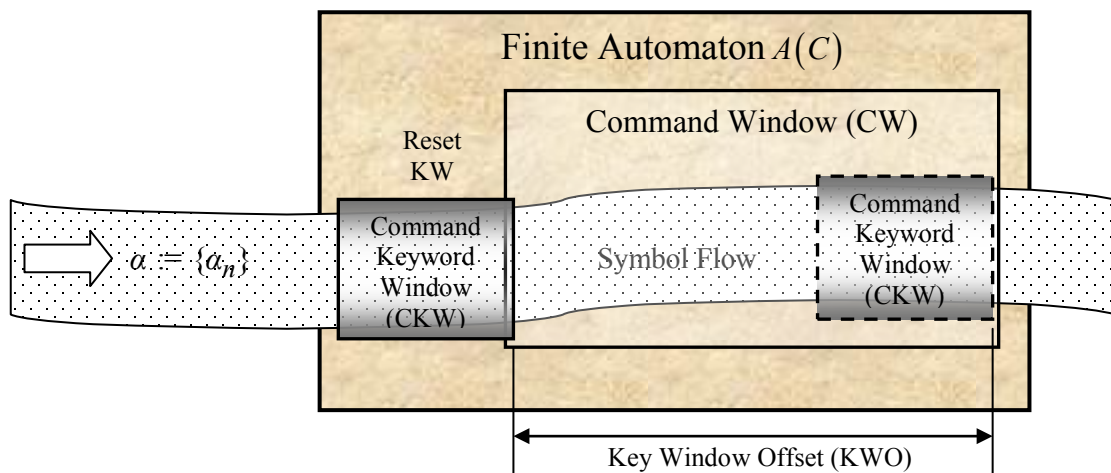 Finite Automaton A(C)
Command Window (CW)
Reset
KW
Command
Keyword
Window
(CKW)
α := {αₙ}
Symbol Flow
Command
Keyword
Window
(CKW)
Key Window Offset (KWO)